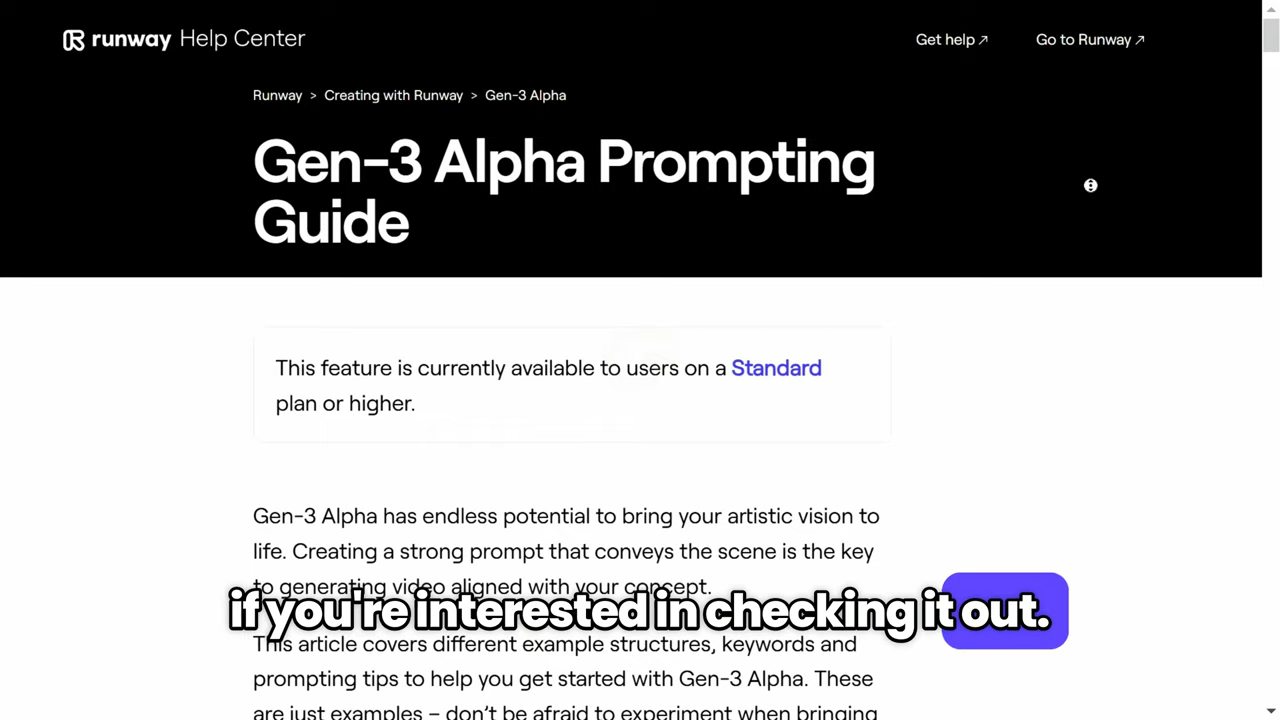 runway Help Center
Get help ↗
Go to Runway ↗
Runway > Creating with Runway > Gen-3 Alpha
Gen-3 Alpha Prompting
Guide
This feature is currently available to users on a Standard
plan or higher.
Gen-3 Alpha has endless potential to bring your artistic vision to
life. Creating a strong prompt that conveys the scene is the key
to generating video aligned with your concept.
if you're interested in checking it out.
This article covers different example structures, keywords and
prompting tips to help you get started with Gen-3 Alpha. These
are just examples – don't be afraid to experiment when bringing